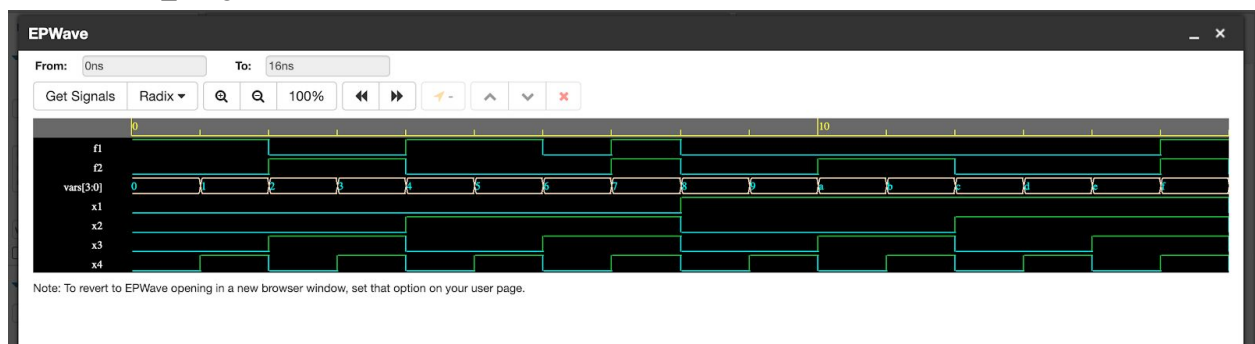 EPWave
From: 0ns To: 16ns
Get Signals Radix 100% -
0 10
f1
f2
vars[3:0] 0 1 2 3 4 5 6 7 8 9 a b c d e f
x1
x2
x3
x4
Note: To revert to EPWave opening in a new browser window, set that option on your user page.